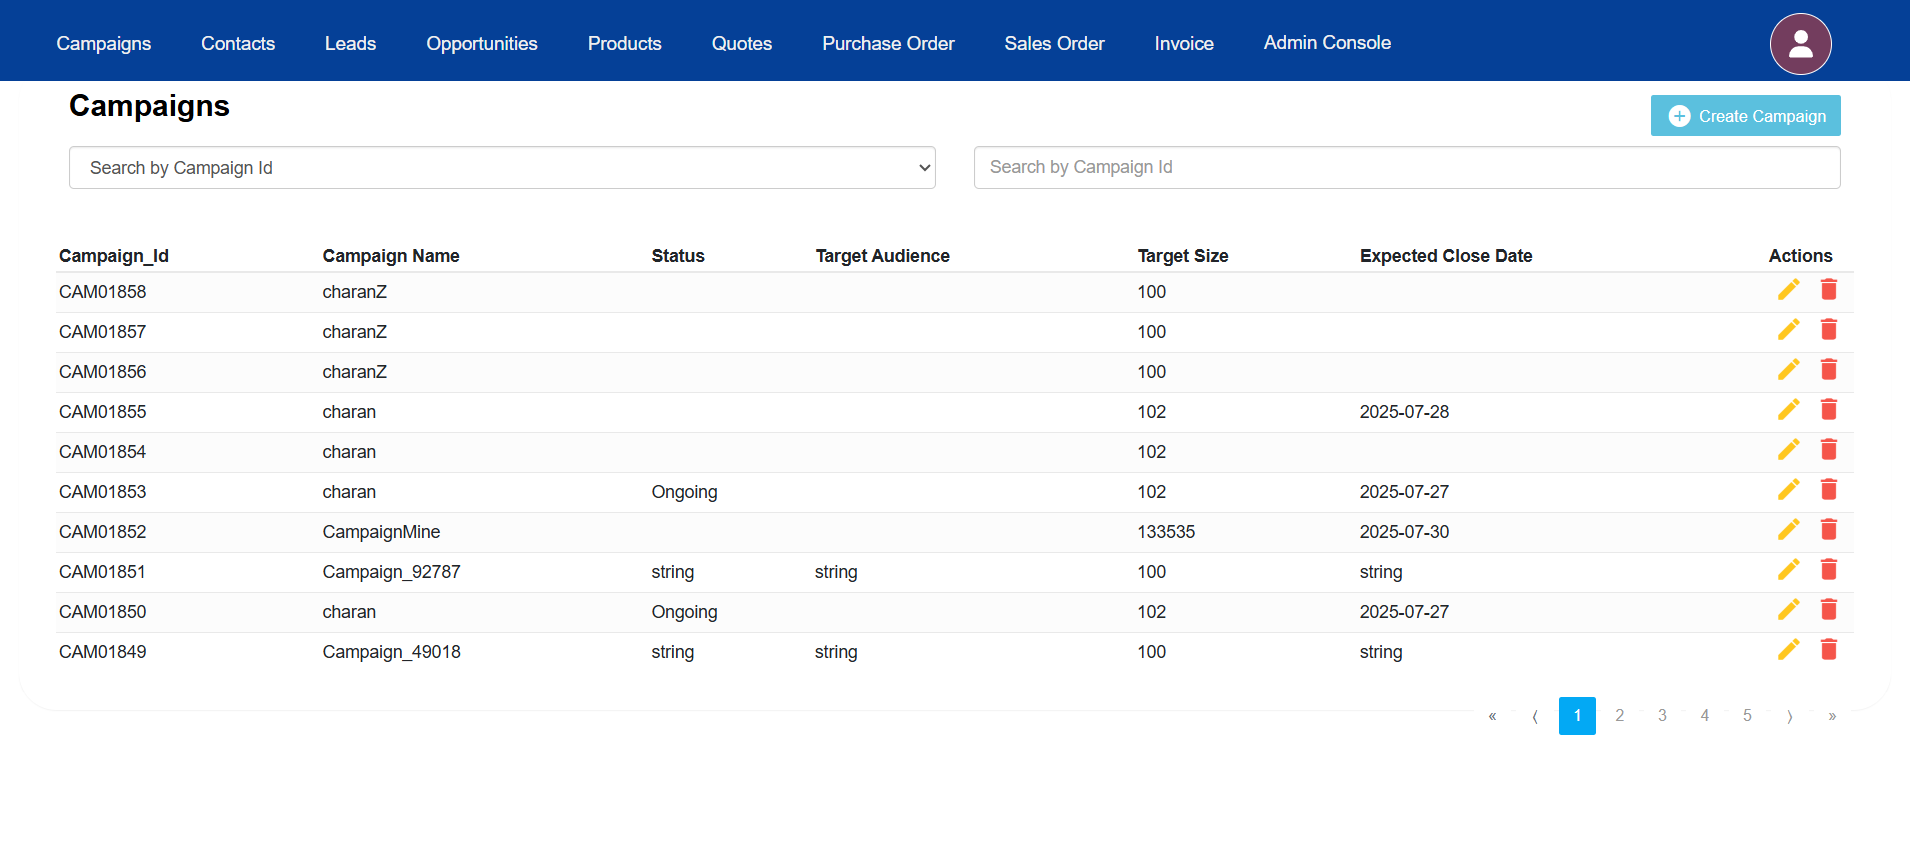 Campaigns Contacts Leads Opportunities Products Quotes Purchase Order Sales Order Invoice Admin Console
Campaigns
Create Campaign
Search by Campaign Id Search by Campaign Id
Campaign_Id Campaign Name Status Target Audience Target Size Expected Close Date Actions
CAM01858 charanZ 100
CAM01857 charanZ 100
CAM01856 charanZ 100
CAM01855 charan 102 2025-07-28
CAM01854 charan 102
CAM01853 charan Ongoing 102 2025-07-27
CAM01852 CampaignMine 133535 2025-07-30
CAM01851 Campaign_92787 string string 100 string
CAM01850 charan Ongoing 102 2025-07-27
CAM01849 Campaign_49018 string string 100 string
« ⟨ 1 2 3 4 5 ⟩ »